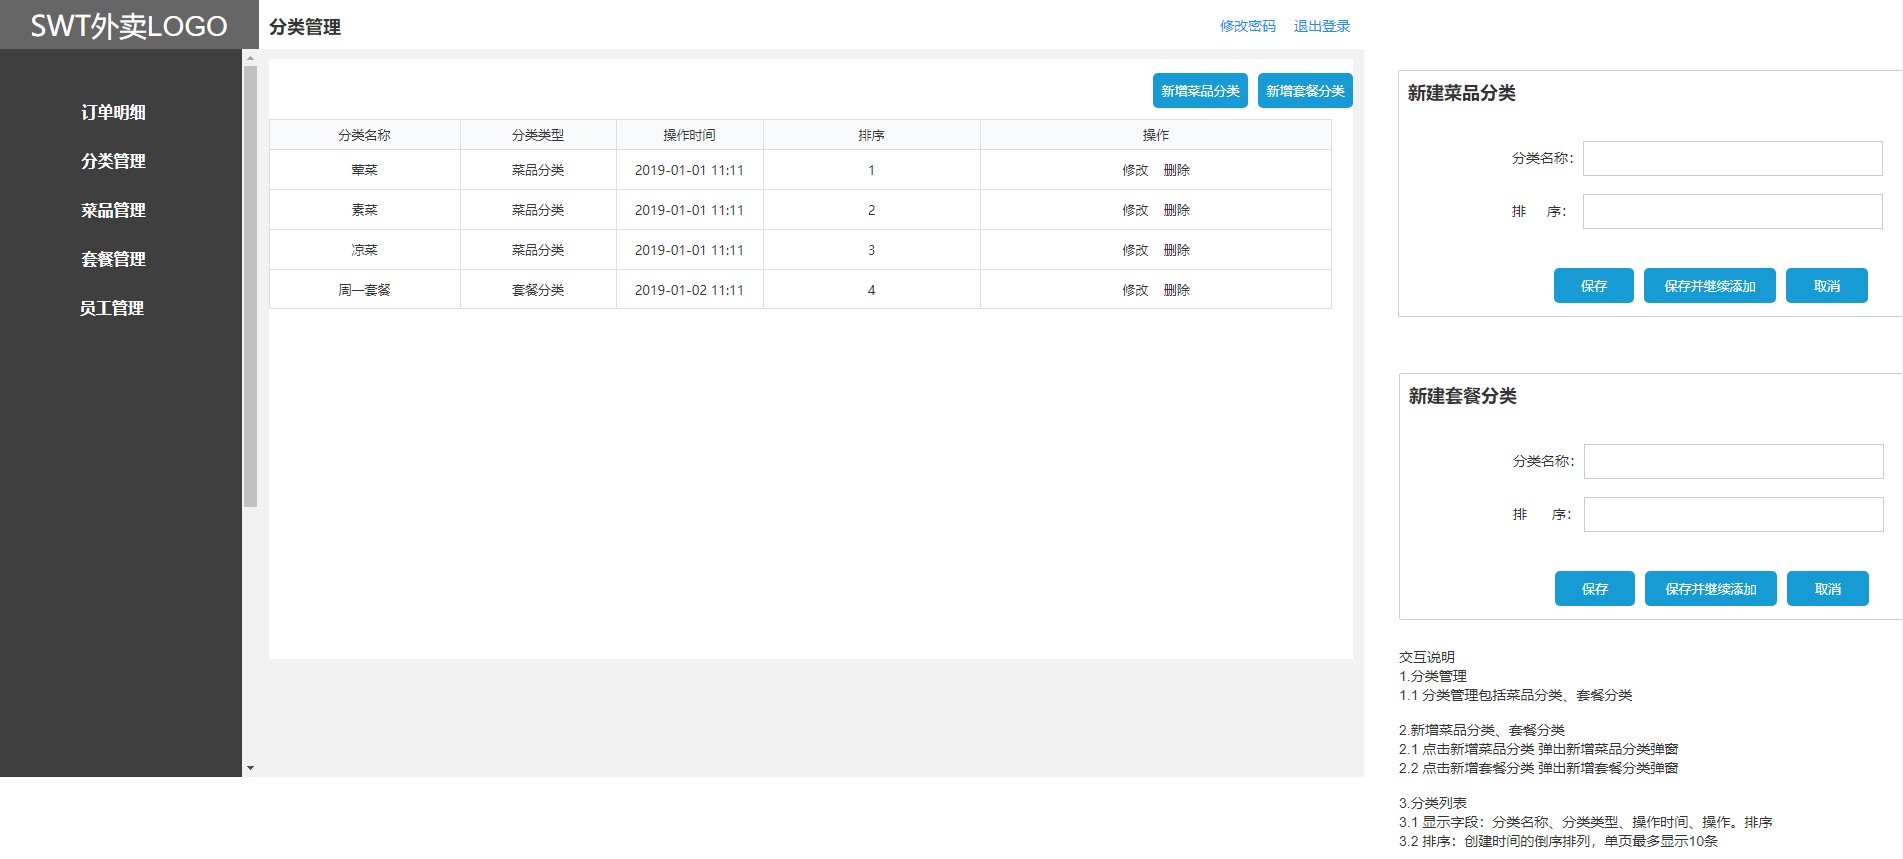 SWT外卖LOGO
分类管理
修改密码 退出登录
订单明细
分类管理
菜品管理
套餐管理
员工管理
新增菜品分类 新增套餐分类
分类名称 分类类型 操作时间 排序 操作
荤菜 菜品分类 2019-01-01 11:11 1 修改 删除
素菜 菜品分类 2019-01-01 11:11 2 修改 删除
凉菜 菜品分类 2019-01-01 11:11 3 修改 删除
周一套餐 套餐分类 2019-01-02 11:11 4 修改 删除
新建菜品分类
分类名称：
排 序：
保存 保存并继续添加 取消
新建套餐分类
分类名称：
排 序：
保存 保存并继续添加 取消
交互说明
1.分类管理
1.1 分类管理包括菜品分类、套餐分类
2.新增菜品分类、套餐分类
2.1 点击新增菜品分类 弹出新增菜品分类弹窗
2.2 点击新增套餐分类 弹出新增套餐分类弹窗
3.分类列表
3.1 显示字段：分类名称、分类类型、操作时间、操作。排序
3.2 排序：创建时间的倒序排列，单页最多显示10条